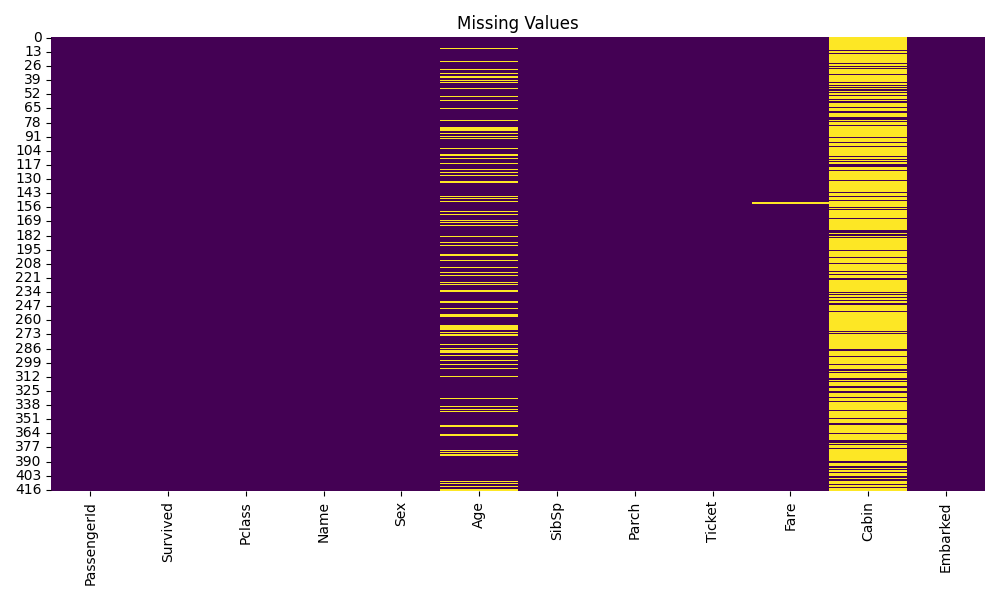 Missing Values
0
13
26
39
52
65
78
91
104
117
130
143
156
169
182
195
208
221
234
247
260
273
286
299
312
325
338
351
364
377
390
403
416
PassengerId
Survived
Pclass
Name
Sex
Age
SibSp
Parch
Ticket
Fare
Cabin
Embarked